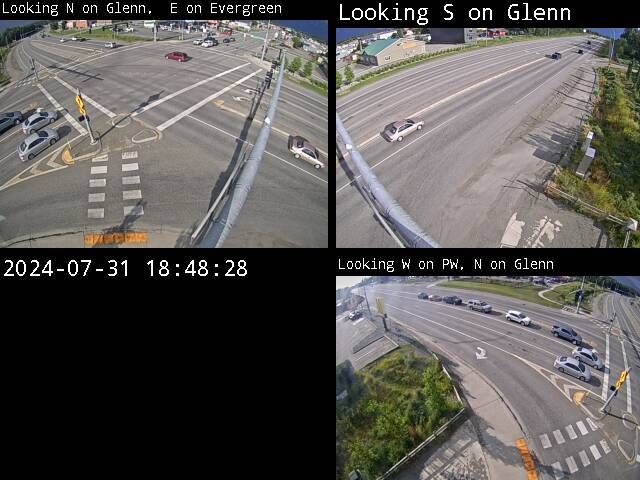 Looking N on Glenn, E on Evergreen
Looking S on Glenn
2024-07-31 18:48:28
Looking W on PW, N on Glenn